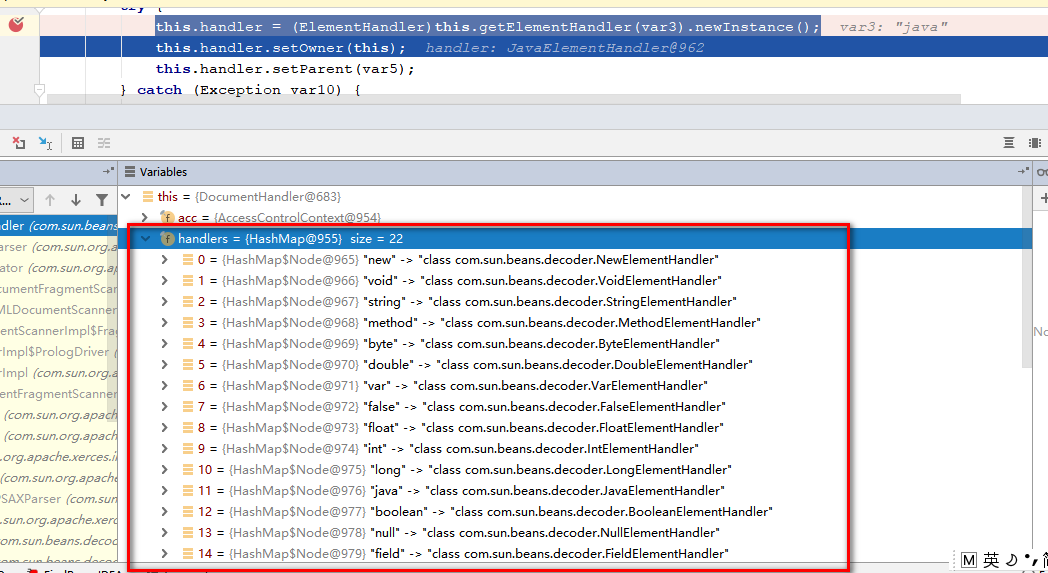 try {
this.handler = (ElementHandler)this.getElementHandler(var3).newInstance(); var3: "java"
this.handler.setOwner(this); handler: JavaElementHandler@962
this.handler.setParent(var5);
} catch (Exception var10) {
Variables
this = {DocumentHandler@683}
acc = {AccessControlContext@954}
ndler (com.sun.beans
handlers = {HashMap@955} size = 22
arser (com.sun.org.a
0 = {HashMap$Node@965} "new" -> "class com.sun.beans.decoder.NewElementHandler"
ator (com.sun.org.ap
1 = {HashMap$Node@966} "void" -> "class com.sun.beans.decoder.VoidElementHandler"
cumentFragmentSca
2 = {HashMap$Node@967} "string" -> "class com.sun.beans.decoder.StringElementHandler"
MLDocumentScanner
3 = {HashMap$Node@968} "method" -> "class com.sun.beans.decoder.MethodElementHandler"
entScannerImpl$Frag
4 = {HashMap$Node@969} "byte" -> "class com.sun.beans.decoder.ByteElementHandler"
rImpl$PrologDriver
5 = {HashMap$Node@970} "double" -> "class com.sun.beans.decoder.DoubleElementHandler"
rImpl (com.sun.org.a
6 = {HashMap$Node@971} "var" -> "class com.sun.beans.decoder.VarElementHandler"
entFragmentScanner
7 = {HashMap$Node@972} "false" -> "class com.sun.beans.decoder.FalseElementHandler"
(com.sun.org.apach
8 = {HashMap$Node@973} "float" -> "class com.sun.beans.decoder.FloatElementHandler"
(com.sun.org.apach
9 = {HashMap$Node@974} "int" -> "class com.sun.beans.decoder.IntElementHandler"
.org.apache.xerces.in
10 = {HashMap$Node@975} "long" -> "class com.sun.beans.decoder.LongElementHandler"
(com.sun.org.apache
11 = {HashMap$Node@976} "java" -> "class com.sun.beans.decoder.JavaElementHandler"
PSAXParser (com.sun
12 = {HashMap$Node@977} "boolean" -> "class com.sun.beans.decoder.BooleanElementHandler"
.sun.org.apache.xerc
13 = {HashMap$Node@978} "null" -> "class com.sun.beans.decoder.NullElementHandler"
om.sun.beans.decod
14 = {HashMap$Node@979} "field" -> "class com.sun.beans.decoder.FieldElementHandler"
M 英